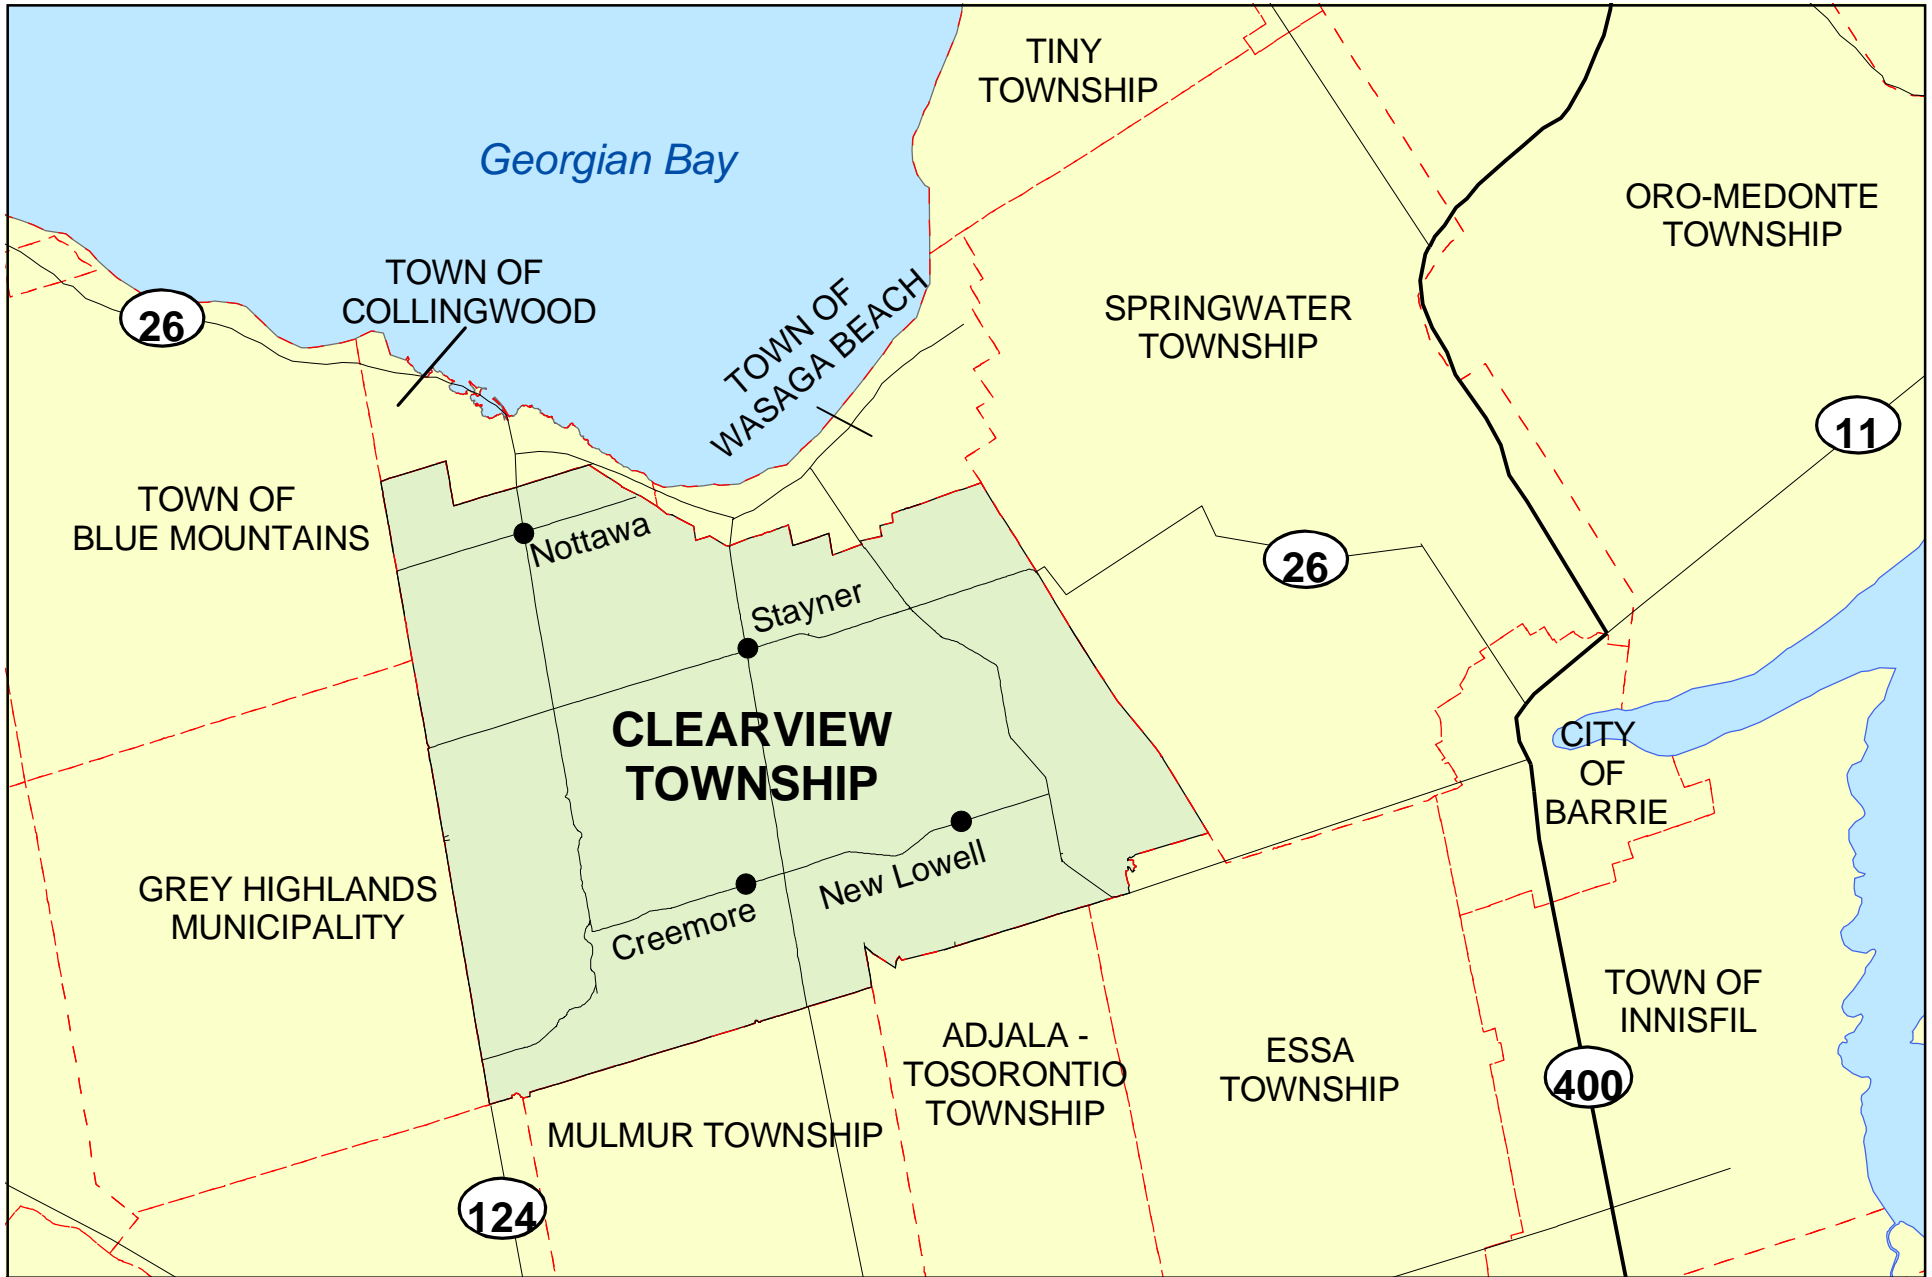 TINY
TOWNSHIP
Georgian Bay
ORO-MEDONTE
TOWNSHIP
TOWN OF
COLLINGWOOD
26
TOWN OF
WASAGA BEACH
SPRINGWATER
TOWNSHIP
11
TOWN OF
BLUE MOUNTAINS
Nottawa
26
Stayner
CLEARVIEW
TOWNSHIP
CITY
OF
BARRIE
New Lowell
GREY HIGHLANDS
MUNICIPALITY
Creemore
TOWN OF
INNISFIL
ADJALA -
TOSORONTIO
TOWNSHIP
ESSA
TOWNSHIP
400
MULMUR TOWNSHIP
124